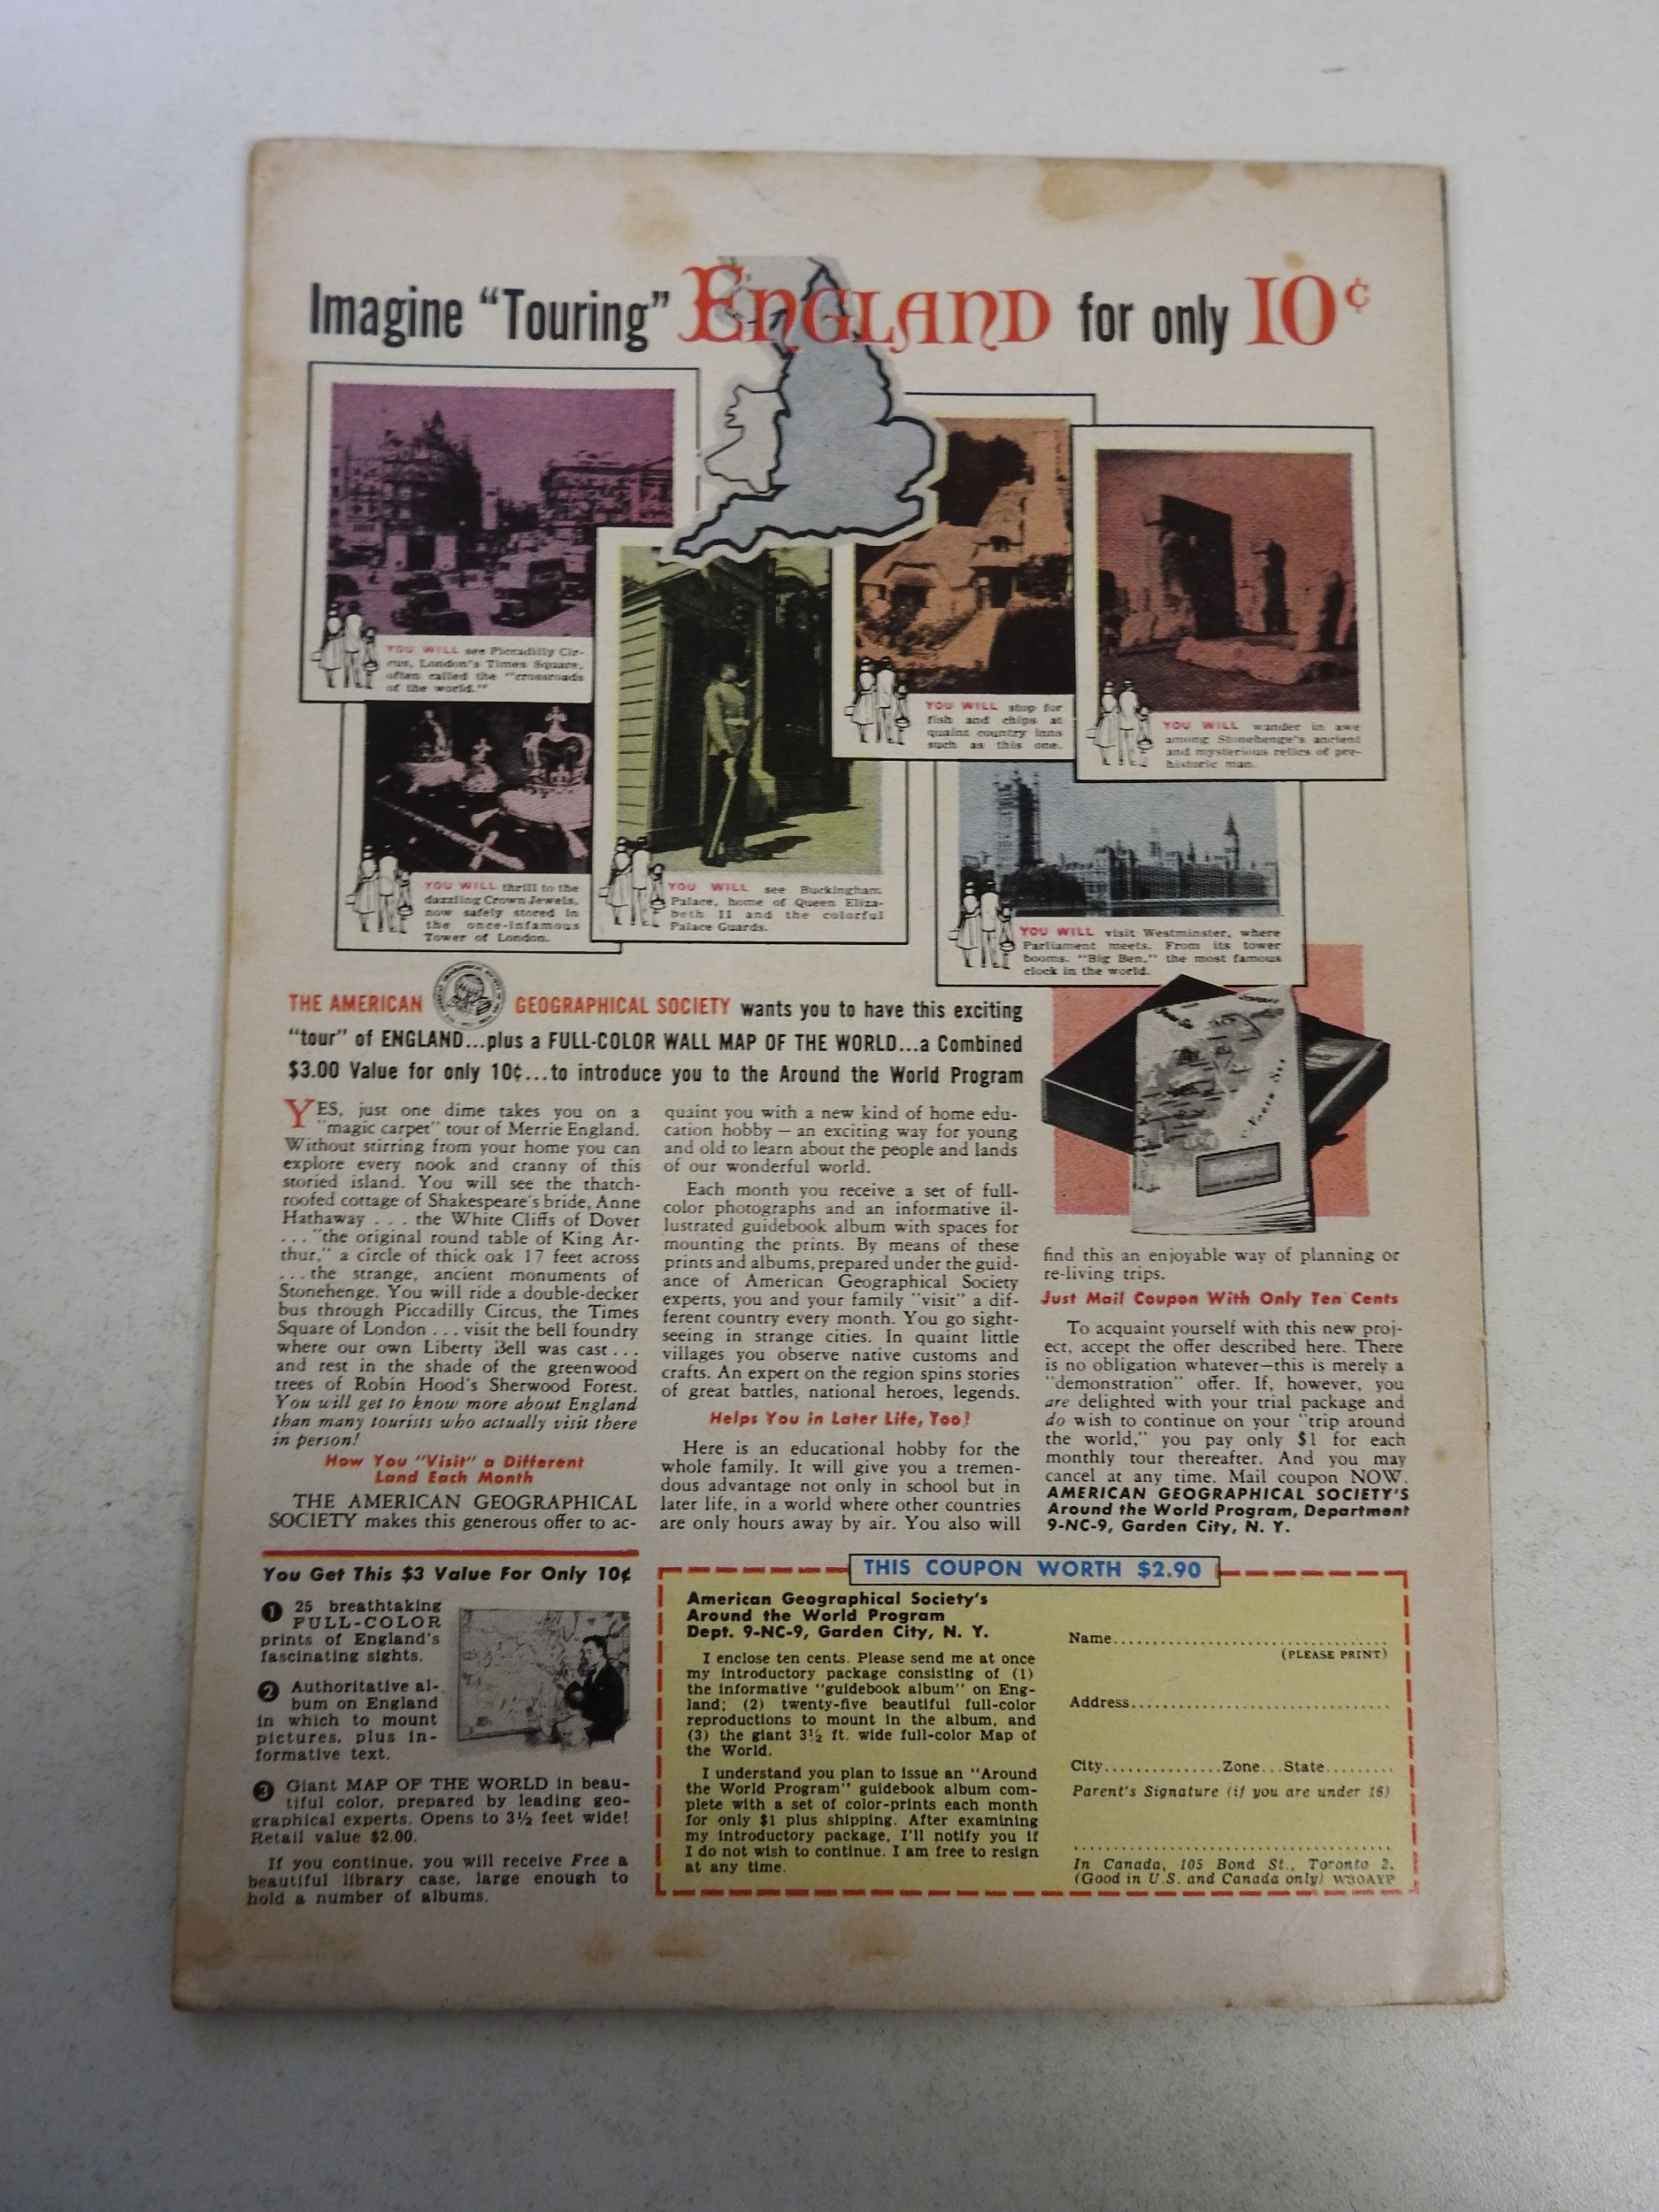 Imagine “Touring” ENGLAND for only 10¢
YOU WILL see Piccadilly Cir-
cus, London's Times Square,
often called the "crossroads
of the world."
YOU WILL stop for
fish and chips at
quaint country inns
such as this one.
YOU WILL wander in awe
among Stonehenge's ancient
and mysterious relics of pre-
historic man.
YOU WILL thrill to the
dazzling Crown Jewels,
now safely stored in
the once-infamous
Tower of London.
YOU WILL see Buckingham
Palace, home of Queen Eliza-
beth II and the colorful
Palace Guards.
YOU WILL visit Westminster, where
Parliament meets. From its tower
booms. "Big Ben," the most famous
clock in the world.
THE AMERICAN GEOGRAPHICAL SOCIETY wants you to have this exciting
“tour” of ENGLAND...plus a FULL-COLOR WALL MAP OF THE WORLD...a Combined
$3.00 Value for only 10¢...to introduce you to the Around the World Program
YES, just one dime takes you on a
"magic carpet" tour of Merrie England.
Without stirring from your home you can
explore every nook and cranny of this
storied island. You will see the thatch-
roofed cottage of Shakespeare's bride, Anne
Hathaway . . . the White Cliffs of Dover
. . . "the original round table of King Ar-
thur," a circle of thick oak 17 feet across
. . . the strange, ancient monuments of
Stonehenge. You will ride a double-decker
bus through Piccadilly Circus, the Times
Square of London . . . visit the bell foundry
where our own Liberty Bell was cast . . .
and rest in the shade of the greenwood
trees of Robin Hood's Sherwood Forest.
You will get to know more about England
than many tourists who actually visit there
in person!
How You "Visit" a Different
Land Each Month
THE AMERICAN GEOGRAPHICAL
SOCIETY makes this generous offer to ac-
quaint you with a new kind of home edu-
cation hobby — an exciting way for young
and old to learn about the people and lands
of our wonderful world.
Each month you receive a set of full-
color photographs and an informative il-
lustrated guidebook album with spaces for
mounting the prints. By means of these
prints and albums, prepared under the guid-
ance of American Geographical Society
experts, you and your family "visit" a dif-
ferent country every month. You go sight-
seeing in strange cities. In quaint little
villages you observe native customs and
crafts. An expert on the region spins stories
of great battles, national heroes, legends.
Helps You in Later Life, Too!
Here is an educational hobby for the
whole family. It will give you a tremen-
dous advantage not only in school but in
later life, in a world where other countries
are only hours away by air. You also will
find this an enjoyable way of planning or
re-living trips.
Just Mail Coupon With Only Ten Cents
To acquaint yourself with this new proj-
ect, accept the offer described here. There
is no obligation whatever—this is merely a
"demonstration" offer. If, however, you
are delighted with your trial package and
do wish to continue on your "trip around
the world," you pay only $1 for each
monthly tour thereafter. And you may
cancel at any time. Mail coupon NOW.
AMERICAN GEOGRAPHICAL SOCIETY'S
Around the World Program, Department
9-NC-9, Garden City, N. Y.
You Get This $3 Value For Only 10¢
1 25 breathtaking
FULL-COLOR
prints of England's
fascinating sights.
2 Authoritative al-
bum on England
in which to mount
pictures, plus in-
formative text.
3 Giant MAP OF THE WORLD in beau-
tiful color, prepared by leading geo-
graphical experts. Opens to 3½ feet wide!
Retail value $2.00.
If you continue, you will receive Free a
beautiful library case, large enough to
hold a number of albums.
THIS COUPON WORTH $2.90
American Geographical Society's
Around the World Program
Dept. 9-NC-9, Garden City, N. Y.
I enclose ten cents. Please send me at once
my introductory package consisting of (1)
the informative "guidebook album" on Eng-
land; (2) twenty-five beautiful full-color
reproductions to mount in the album, and
(3) the giant 3½ ft. wide full-color Map of
the World.
I understand you plan to issue an "Around
the World Program" guidebook album com-
plete with a set of color-prints each month
for only $1 plus shipping. After examining
my introductory package, I'll notify you if
I do not wish to continue. I am free to resign
at any time.
Name........................................
(PLEASE PRINT)
Address.....................................
City...............Zone...State.........
Parent's Signature (if you are under 16)
.............................................
In Canada, 105 Bond St., Toronto 2.
(Good in U.S. and Canada only) W30AYP